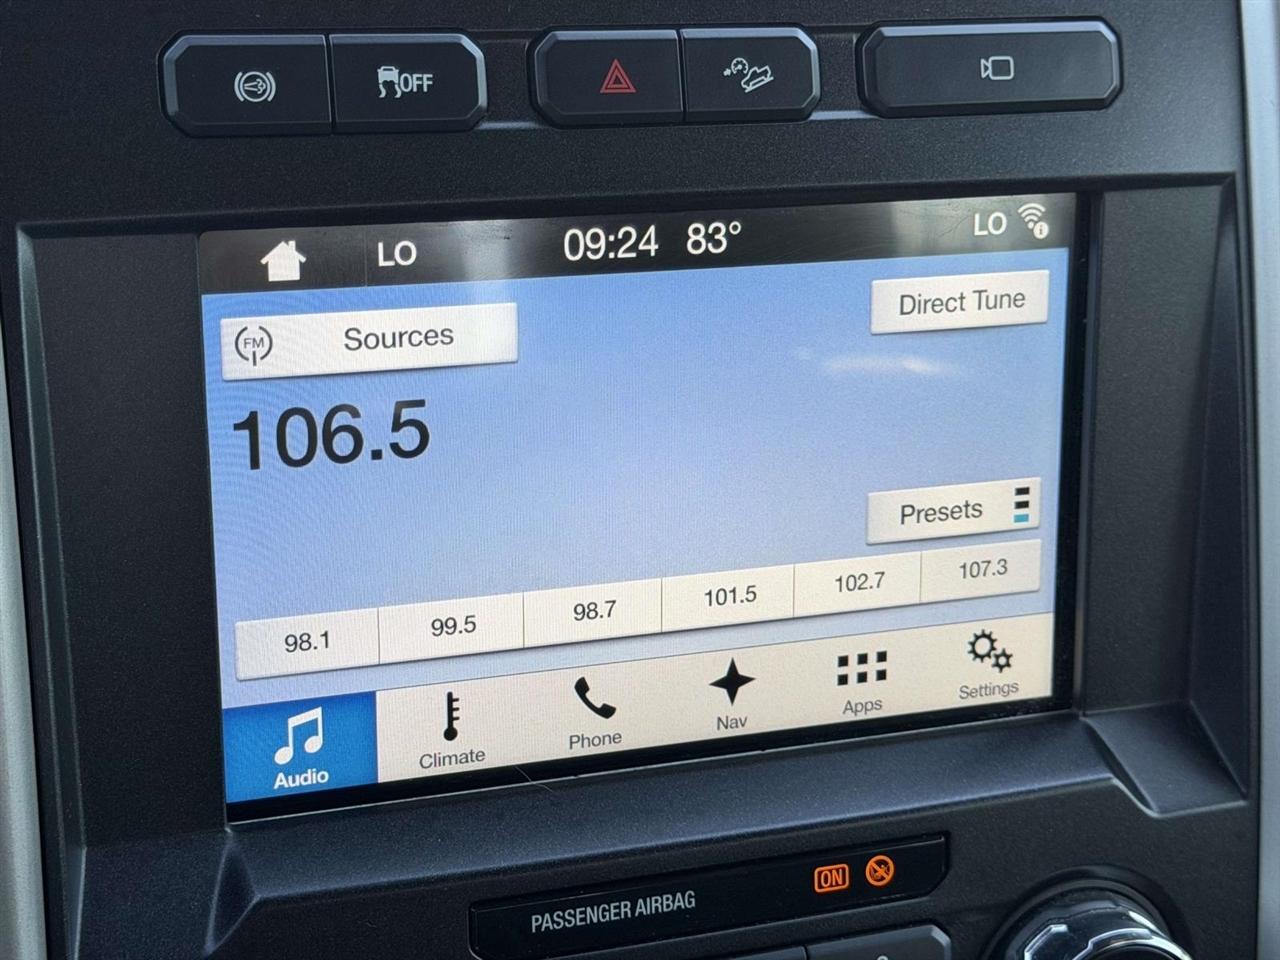 OFF
LO 09:24 83° LO
FM Sources
Direct Tune
106.5
Presets
98.1 99.5 98.7 101.5 102.7 107.3
Audio Climate Phone Nav Apps Settings
PASSENGER AIRBAG ON